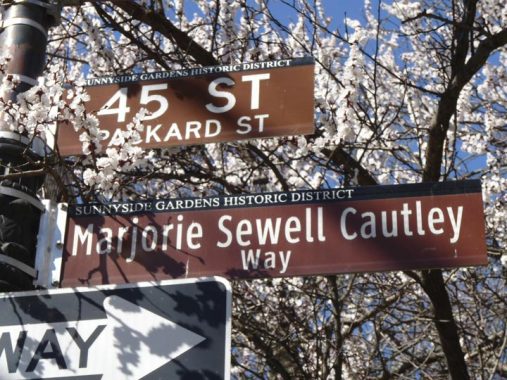 SUNNYSIDE GARDENS HISTORIC DISTRICT
45 ST
PACKARD ST
SUNNYSIDE GARDENS HISTORIC DISTRICT
Marjorie Sewell Cautley
Way
WAY